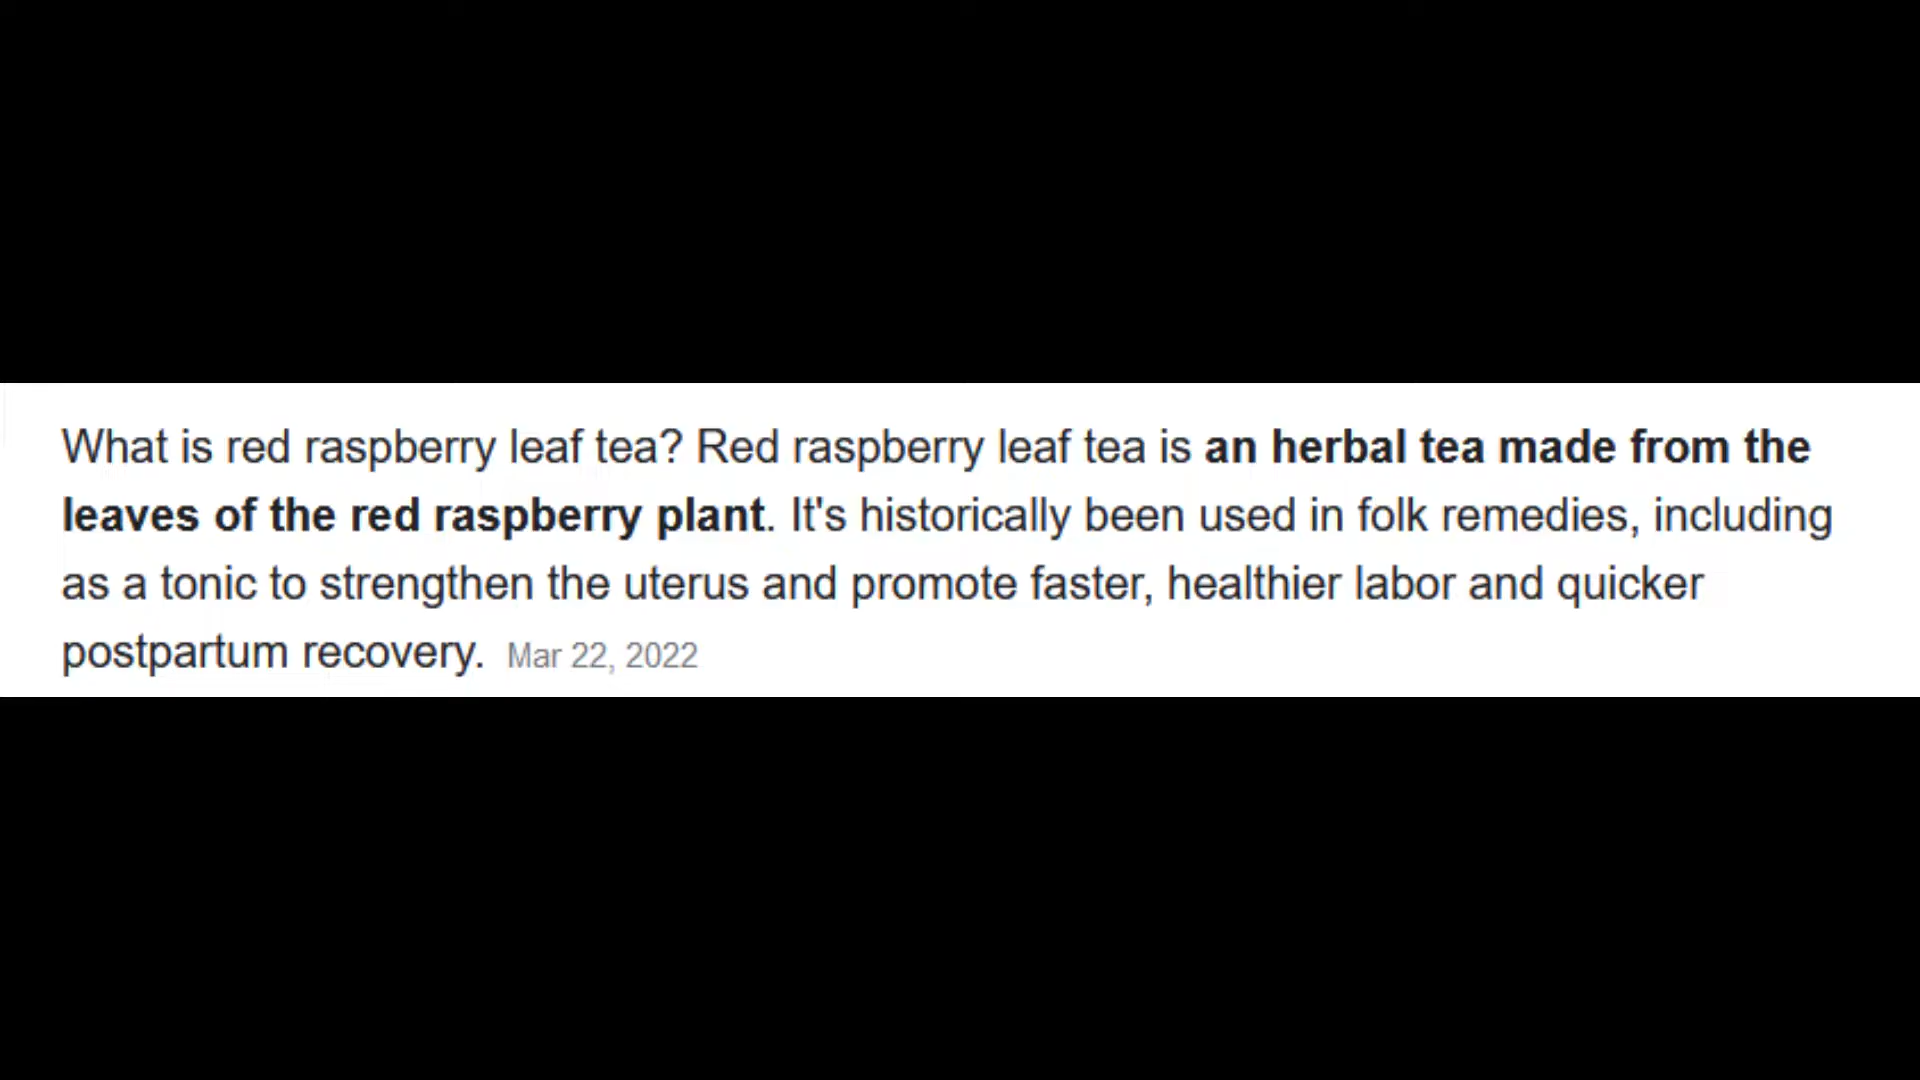 What is red raspberry leaf tea? Red raspberry leaf tea is an herbal tea made from the
leaves of the red raspberry plant. It's historically been used in folk remedies, including
as a tonic to strengthen the uterus and promote faster, healthier labor and quicker
postpartum recovery. Mar 22, 2022